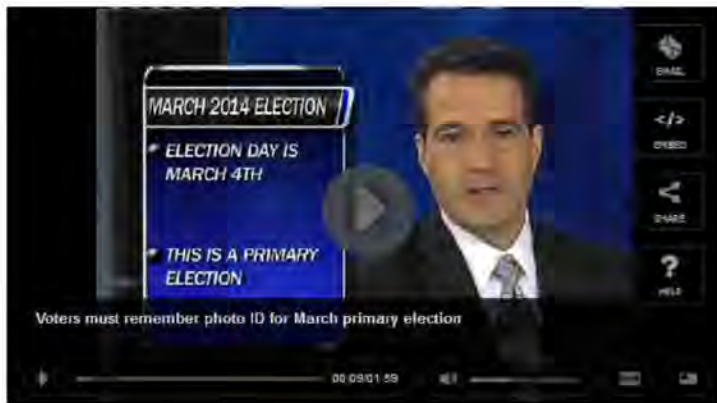 MARCH 2014 ELECTION
ELECTION DAY IS
MARCH 4TH
THIS IS A PRIMARY
ELECTION
EMAIL
</>
EMBED
SHARE
?
HELP
Voters must remember photo ID for March primary election
00:09/01:59